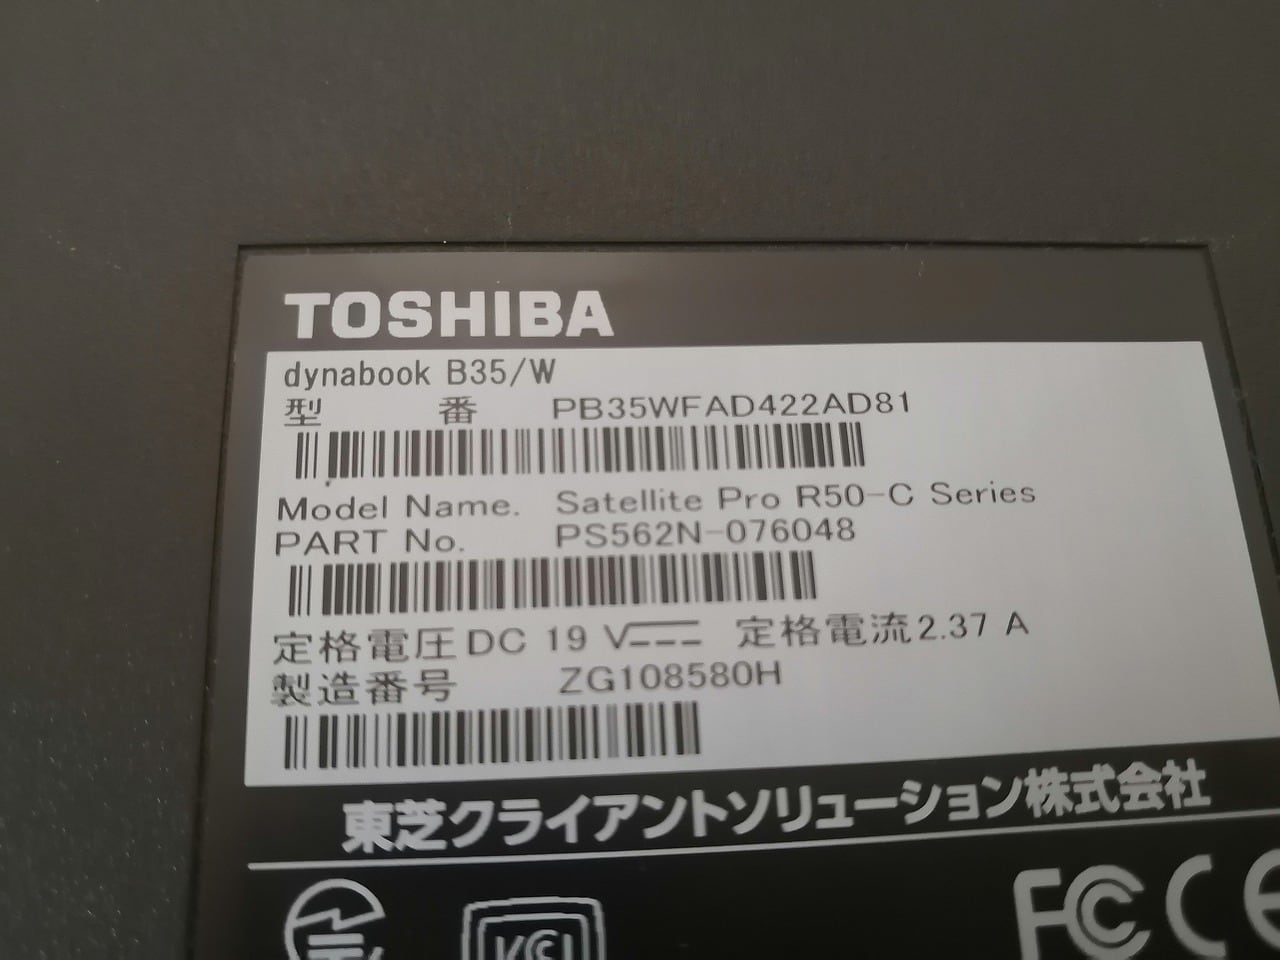 TOSHIBA
dynabook B35/W
型 番 PB35WFAD422AD81
Model Name. Satellite Pro R50-C Series
PART No. PS562N-076048
定格電圧 DC 19 V 定格電流 2.37 A
製造番号 ZG108580H
東芝クライアントソリューション株式会社
FC CE